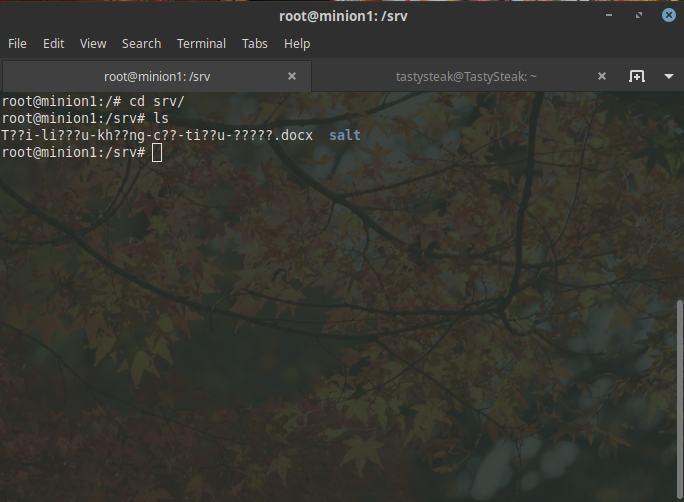 root@minion1: /srv
File Edit View Search Terminal Tabs Help
root@minion1: /srv tastysteak@TastySteak: ~
root@minion1:/# cd srv/
root@minion1:/srv# ls
T??i-li???u-kh??ng-c??-ti??u-?????.docx salt
root@minion1:/srv#